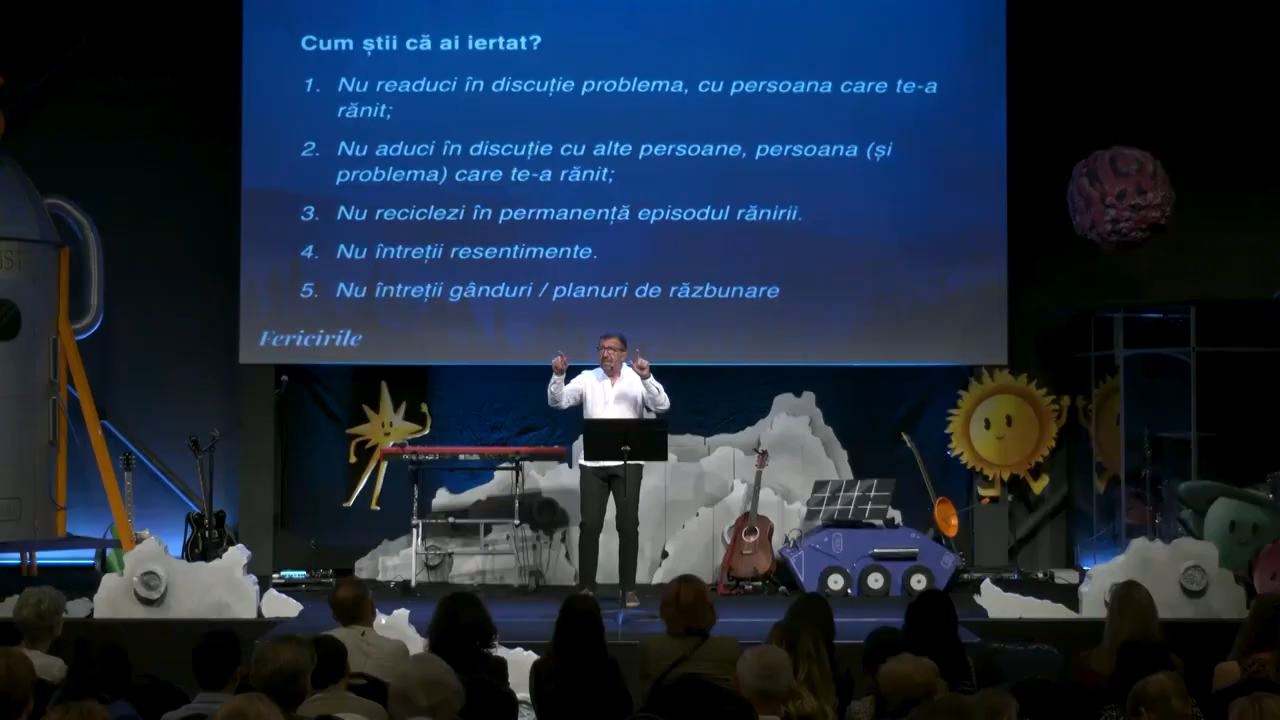 Cum știi că ai iertat?
1. Nu readuci în discuție problema, cu persoana care te-a
rănit;
2. Nu aduci în discuție cu alte persoane, persoana (și
problema) care te-a rănit;
3. Nu reciclezi în permanență episodul rănirii.
4. Nu întreții resentimente.
5. Nu întreții gânduri / planuri de răzbunare
Fericirile